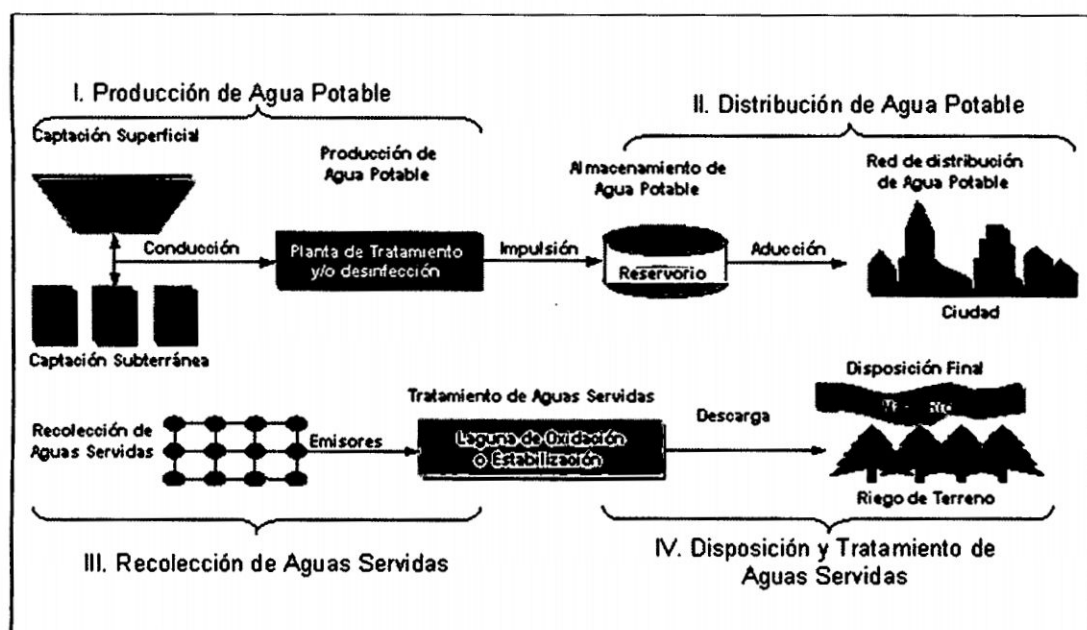 I. Producción de Agua Potable
Captación Superficial
Producción de
Agua Potable
Conducción
Planta de Tratamiento
y/o desinfección
Captación Subterránea
Impulsión
II. Distribución de Agua Potable
Almacenamiento de
Agua Potable
Reservorio
Aducción
Red de distribución
de Agua Potable
Ciudad
Recolección de
Aguas Servidas
Emisores
Tratamiento de Aguas Servidas
Laguna de Oxidación
o Estabilización
Descarga
Disposición Final
Riego de Terreno
III. Recolección de Aguas Servidas
IV. Disposición y Tratamiento de
Aguas Servidas